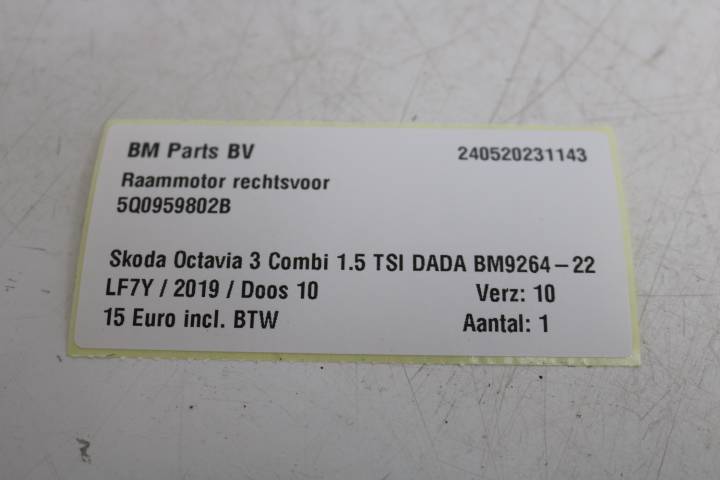 BM Parts BV 240520231143
Raammotor rechtsvoor
5Q0959802B
Skoda Octavia 3 Combi 1.5 TSI DADA BM9264-22
LF7Y / 2019 / Doos 10 Verz: 10
15 Euro incl. BTW Aantal: 1